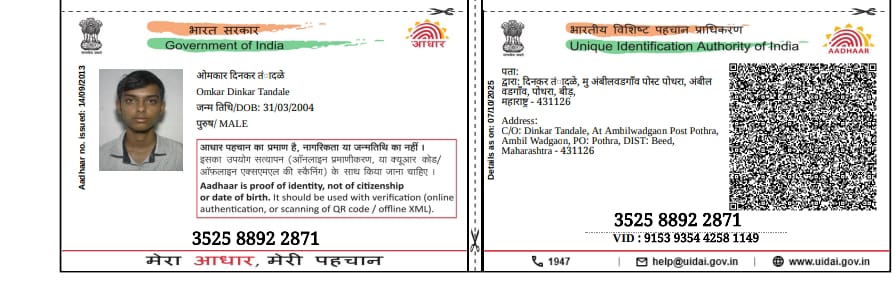 भारत सरकार
Government of India
आधार
Aadhaar no. issued: 14/09/2013
ओमकार दिनकर तंादळे
Omkar Dinkar Tandale
जन्म तिथि/DOB: 31/03/2004
पुरुष/ MALE
आधार पहचान का प्रमाण है, नागरिकता या जन्मतिथि का नहीं ।
इसका उपयोग सत्यापन (ऑनलाइन प्रमाणीकरण, या क्यूआर कोड/
ऑफ़लाइन एक्सएमएल की स्कैनिंग) के साथ किया जाना चाहिए ।
Aadhaar is proof of identity, not of citizenship
or date of birth. It should be used with verification (online
authentication, or scanning of QR code / offline XML).
3525 8892 2871
मेरा आधार, मेरी पहचान
भारतीय विशिष्ट पहचान प्राधिकरण
Unique Identification Authority of India
AADHAAR
Details as on: 07/10/2025
पता:
द्वारा: दिनकर तंादळे, मु अंबीलवडगाँव पोस्ट पोथरा, अंबील
वडगाँव, पोथरा, बीड़,
महाराष्ट्र - 431126
Address:
C/O: Dinkar Tandale, At Ambilwadgaon Post Pothra,
Ambil Wadgaon, PO: Pothra, DIST: Beed,
Maharashtra - 431126
3525 8892 2871
VID : 9153 9354 4258 1149
1947
help@uidai.gov.in
www.uidai.gov.in